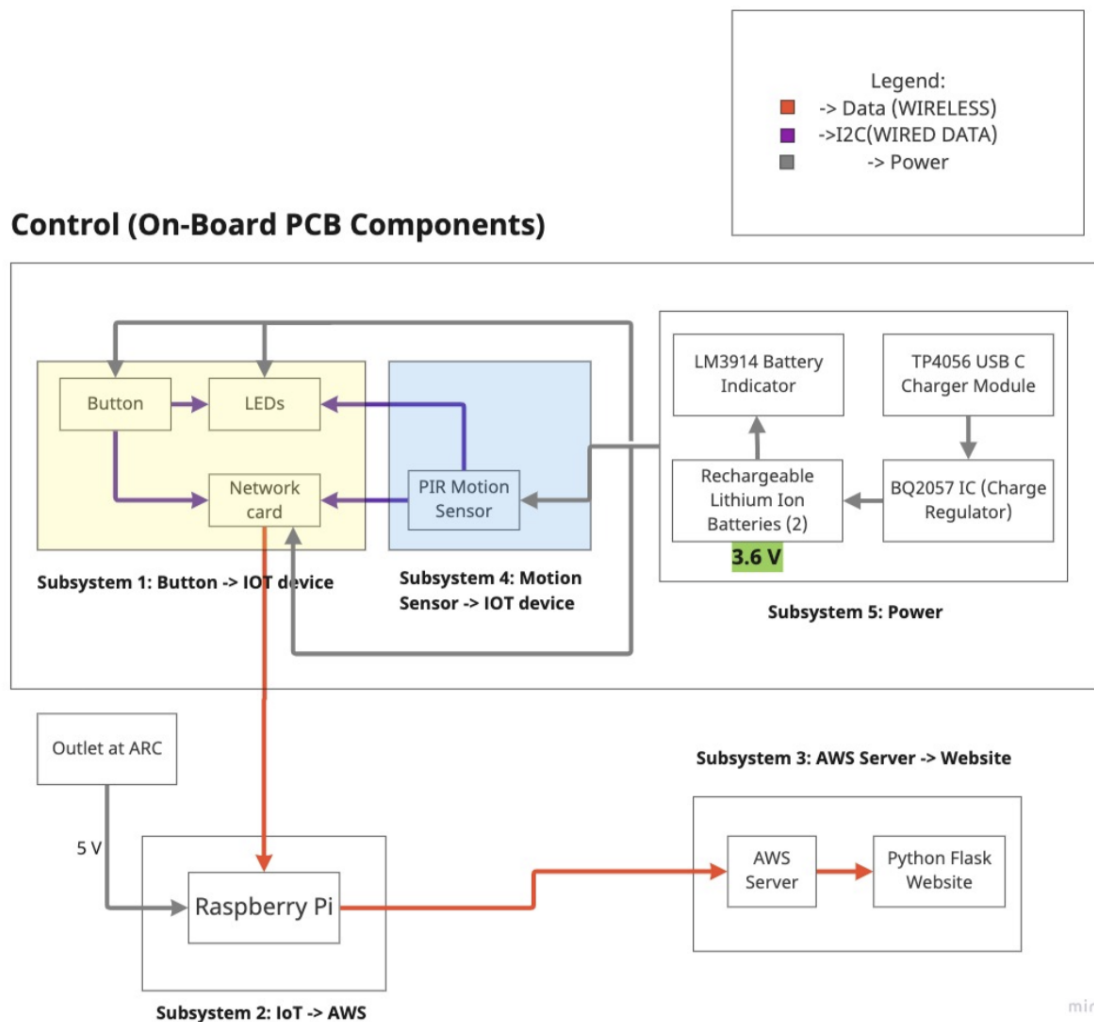 Legend:
-> Data (WIRELESS)
->I2C(WIRED DATA)
-> Power
Control (On-Board PCB Components)
Button
LEDs
Network
card
Subsystem 1: Button -> IOT device
PIR Motion
Sensor
Subsystem 4: Motion
Sensor -> IOT device
LM3914 Battery
Indicator
TP4056 USB C
Charger Module
Rechargeable
Lithium Ion
Batteries (2)
3.6 V
BQ2057 IC (Charge
Regulator)
Subsystem 5: Power
Outlet at ARC
5 V
Raspberry Pi
Subsystem 2: IoT -> AWS
Subsystem 3: AWS Server -> Website
AWS
Server
Python Flask
Website